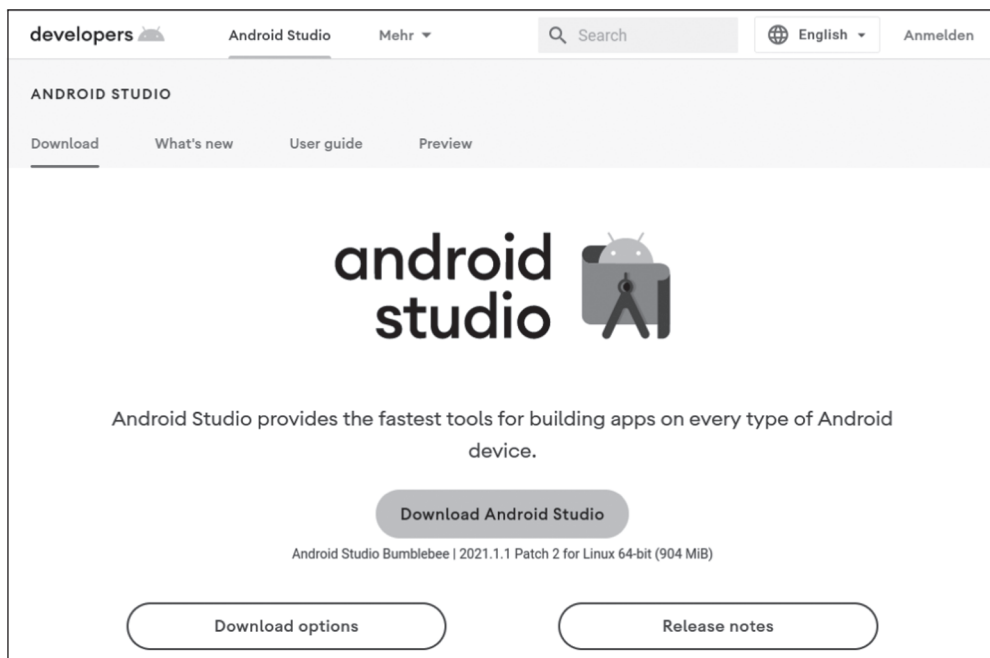 developers Android Studio Mehr Search English Anmelden
ANDROID STUDIO
Download What's new User guide Preview
android
studio
Android Studio provides the fastest tools for building apps on every type of Android
device.
Download Android Studio
Android Studio Bumblebee | 2021.1.1 Patch 2 for Linux 64-bit (904 MiB)
Download options Release notes